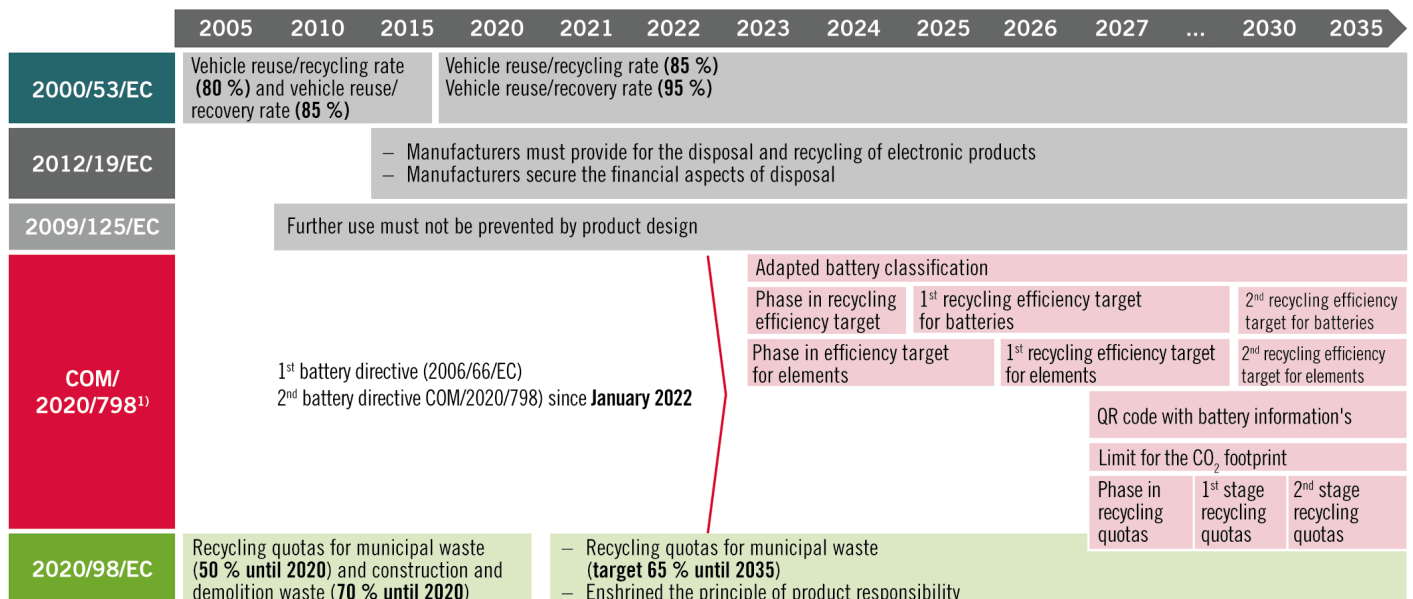 2005 2010 2015 2020 2021 2022 2023 2024 2025 2026 2027 ... 2030 2035
2000/53/EC
Vehicle reuse/recycling rate
(80 %) and vehicle reuse/
recovery rate (85 %)
Vehicle reuse/recycling rate (85 %)
Vehicle reuse/recovery rate (95 %)
2012/19/EC
– Manufacturers must provide for the disposal and recycling of electronic products
– Manufacturers secure the financial aspects of disposal
2009/125/EC
Further use must not be prevented by product design
COM/
2020/798¹⁾
1st battery directive (2006/66/EC)
2nd battery directive COM/2020/798) since January 2022
Adapted battery classification
Phase in recycling
efficiency target
1st recycling efficiency target
for batteries
2nd recycling efficiency
target for batteries
Phase in efficiency target
for elements
1st recycling efficiency target
for elements
2nd recycling efficiency
target for elements
QR code with battery information's
Limit for the CO₂ footprint
Phase in
recycling
quotas
1st stage
recycling
quotas
2nd stage
recycling
quotas
2020/98/EC
Recycling quotas for municipal waste
(50 % until 2020) and construction and
demolition waste (70 % until 2020)
– Recycling quotas for municipal waste
(target 65 % until 2035)
– Enshrined the principle of product responsibility